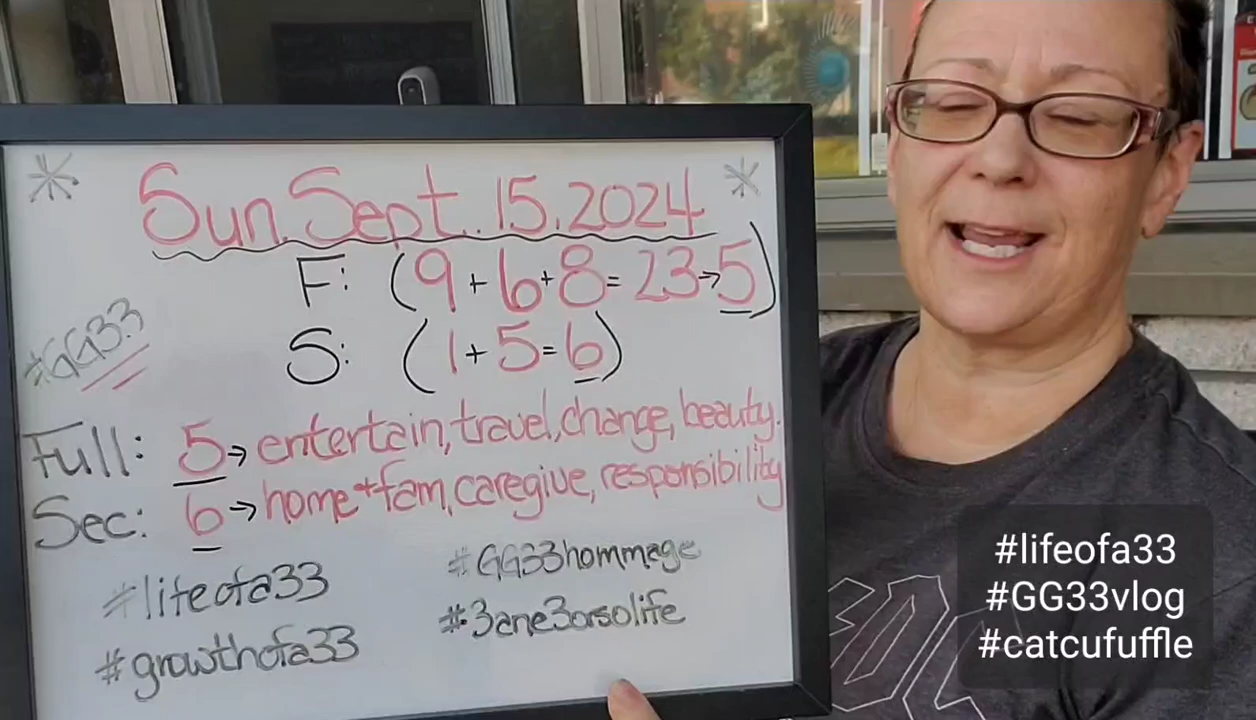 Sun. Sept. 15. 2024
F: (9+6+8=23→5)
S: (1+5=6)
#GG33
Full: 5→entertain, travel, change, beauty.
Sec: 6→home+fam, caregive, responsibility
#lifeofa33
#GG33hommage
#growthofa33
#3ane3orsolife
#lifeofa33
#GG33vlog
#catcufuffle